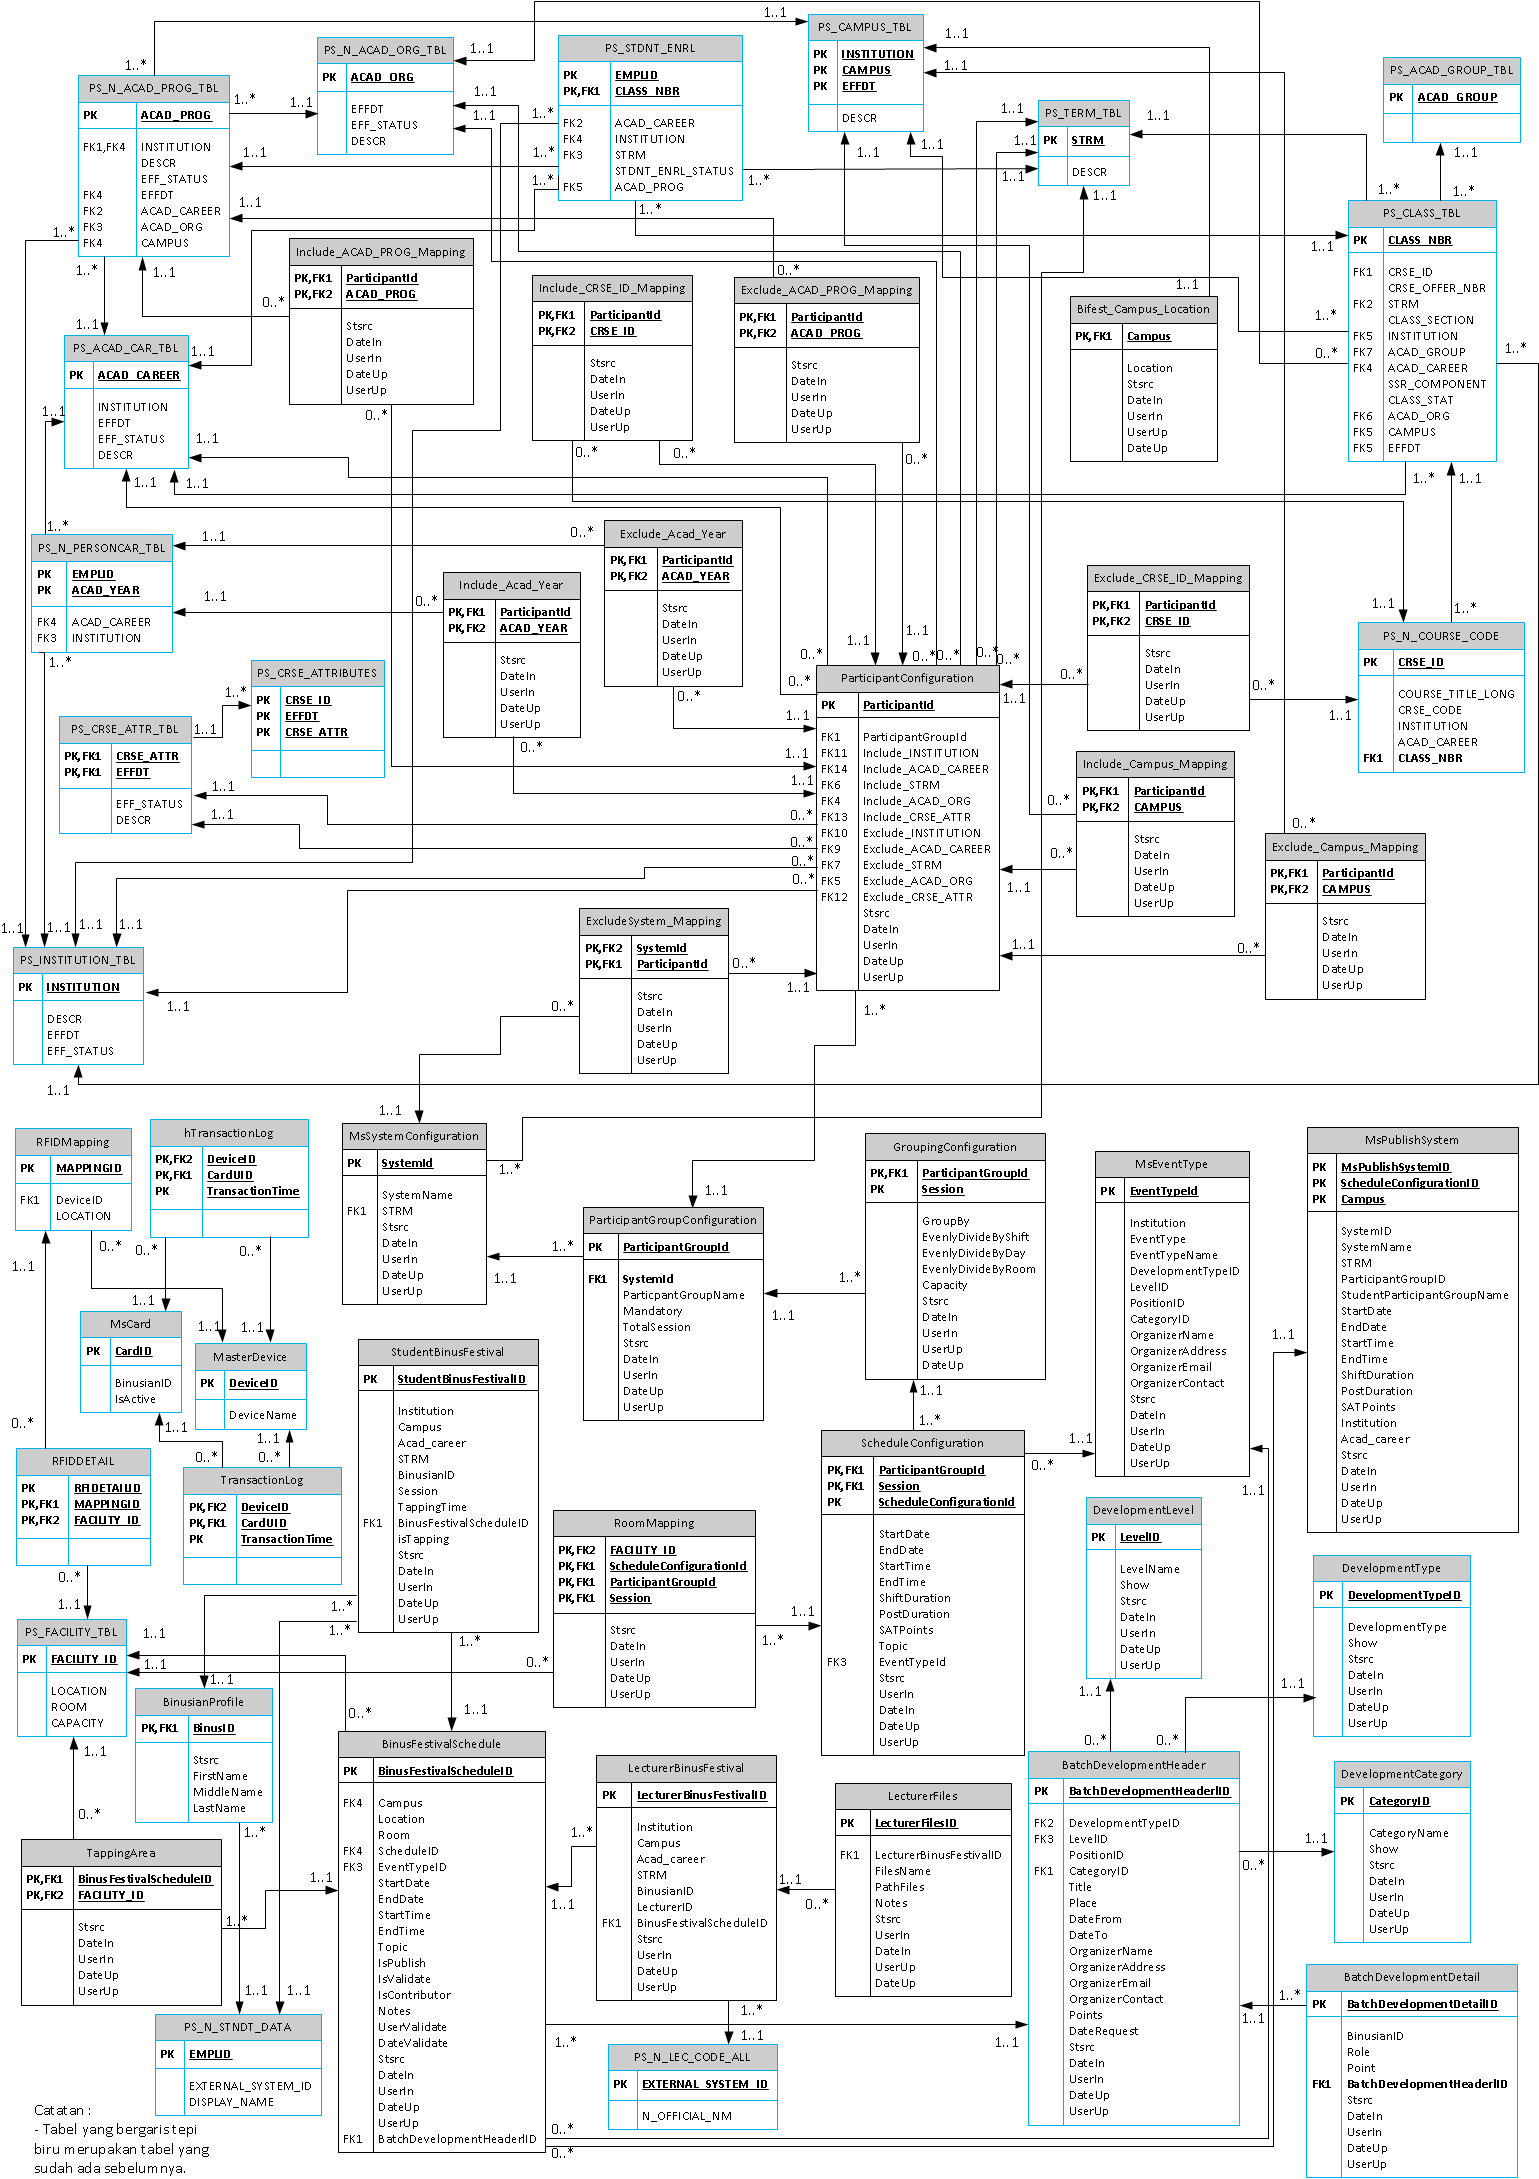 PS_N_ACAD_PROG_TBL
PK ACAD_PROG
FK1,FK4 INSTITUTION
DESCR
EFF_STATUS
FK4 EFFDT
FK2 ACAD_CAREER
FK3 ACAD_ORG
FK4 CAMPUS
PS_N_ACAD_ORG_TBL
PK ACAD_ORG
EFFDT
EFF_STATUS
DESCR
PS_STDNT_ENRL
PK EMPLID
PK,FK1 CLASS_NBR
FK2 ACAD_CAREER
FK4 INSTITUTION
FK3 STRM
STDNT_ENRL_STATUS
FK5 ACAD_PROG
PS_CAMPUS_TBL
PK INSTITUTION
PK CAMPUS
PK EFFDT
DESCR
PS_TERM_TBL
PK STRM
DESCR
PS_ACAD_GROUP_TBL
PK ACAD_GROUP
PS_CLASS_TBL
PK CLASS_NBR
FK1 CRSE_ID
CRSE_OFFER_NBR
FK2 STRM
CLASS_SECTION
FK5 INSTITUTION
FK7 ACAD_GROUP
FK4 ACAD_CAREER
SSR_COMPONENT
CLASS_STAT
FK6 ACAD_ORG
FK5 CAMPUS
FK5 EFFDT
Include_ACAD_PROG_Mapping
PK,FK1 ParticipantId
PK,FK2 ACAD_PROG
Stsrc
DateIn
UserIn
DateUp
UserUp
Include_CRSE_ID_Mapping
PK,FK1 ParticipantId
PK,FK2 CRSE_ID
Stsrc
DateIn
UserIn
DateUp
UserUp
Exclude_ACAD_PROG_Mapping
PK,FK1 ParticipantId
PK,FK2 ACAD_PROG
Stsrc
DateIn
UserIn
DateUp
UserUp
Bifest_Campus_Location
PK,FK1 Campus
Location
Stsrc
DateIn
UserIn
UserUp
DateUp
PS_ACAD_CAR_TBL
PK ACAD_CAREER
INSTITUTION
EFFDT
EFF_STATUS
DESCR
PS_N_PERSONCAR_TBL
PK EMPLID
PK ACAD_YEAR
FK4 ACAD_CAREER
FK3 INSTITUTION
Include_Acad_Year
PK,FK1 ParticipantId
PK,FK2 ACAD_YEAR
Stsrc
DateIn
UserIn
DateUp
UserUp
Exclude_Acad_Year
PK,FK1 ParticipantId
PK,FK2 ACAD_YEAR
Stsrc
DateIn
UserIn
DateUp
UserUp
Exclude_CRSE_ID_Mapping
PK,FK1 ParticipantId
PK,FK2 CRSE_ID
Stsrc
DateIn
UserIn
DateUp
UserUp
PS_N_COURSE_CODE
PK CRSE_ID
COURSE_TITLE_LONG
CRSE_CODE
INSTITUTION
ACAD_CAREER
FK1 CLASS_NBR
PS_CRSE_ATTRIBUTES
PK CRSE_ID
PK EFFDT
PK CRSE_ATTR
PS_CRSE_ATTR_TBL
PK,FK1 CRSE_ATTR
PK,FK1 EFFDT
EFF_STATUS
DESCR
ParticipantConfiguration
PK ParticipantId
FK1 ParticipantGroupId
FK11 Include_INSTITUTION
FK14 Include_ACAD_CAREER
FK6 Include_STRM
FK4 Include_ACAD_ORG
FK13 Include_CRSE_ATTR
FK10 Exclude_INSTITUTION
FK9 Exclude_ACAD_CAREER
FK7 Exclude_STRM
FK5 Exclude_ACAD_ORG
FK12 Exclude_CRSE_ATTR
Stsrc
DateIn
UserIn
DateUp
UserUp
Include_Campus_Mapping
PK,FK1 ParticipantId
PK,FK2 CAMPUS
Stsrc
DateIn
UserIn
DateUp
UserUp
Exclude_Campus_Mapping
PK,FK1 ParticipantId
PK,FK2 CAMPUS
Stsrc
DateIn
UserIn
DateUp
UserUp
ExcludeSystem_Mapping
PK,FK2 SystemId
PK,FK1 ParticipantId
Stsrc
DateIn
UserIn
DateUp
UserUp
PS_INSTITUTION_TBL
PK INSTITUTION
DESCR
EFFDT
EFF_STATUS
RFIDMapping
PK MAPPINGID
FK1 DeviceID
LOCATION
hTransactionLog
PK,FK2 DeviceID
PK,FK1 CardUID
PK TransactionTime
MsSystemConfiguration
PK SystemId
SystemName
FK1 STRM
Stsrc
DateIn
UserIn
DateUp
UserUp
ParticipantGroupConfiguration
PK ParticipantGroupId
FK1 SystemId
ParticpantGroupName
Mandatory
TotalSession
Stsrc
DateIn
UserIn
DateUp
UserUp
GroupingConfiguration
PK,FK1 ParticipantGroupId
PK Session
GroupBy
EvenlyDivideByShift
EvenlyDivideByDay
EvenlyDivideByRoom
Capacity
Stsrc
DateIn
UserIn
UserUp
DateUp
MsEventType
PK EventTypeId
Institution
EventType
EventTypeName
DevelopmentTypeID
LevelID
PositionID
CategoryID
OrganizerName
OrganizerAddress
OrganizerEmail
OrganizerContact
Stsrc
DateIn
UserIn
DateUp
UserUp
MsPublishSystem
PK MsPublishSystemID
PK ScheduleConfigurationID
PK Campus
SystemID
SystemName
STRM
ParticipantGroupID
StudentParticipantGroupName
StartDate
EndDate
StartTime
EndTime
ShiftDuration
PostDuration
SATPoints
Institution
Acad_career
Stsrc
DateIn
UserIn
DateUp
UserUp
MsCard
PK CardID
BinusianID
IsActive
MasterDevice
PK DeviceID
DeviceName
RFIDDETAIL
PK RFIDETAILID
PK,FK1 MAPPINGID
PK,FK2 FACILITY_ID
TransactionLog
PK,FK2 DeviceID
PK,FK1 CardUID
PK TransactionTime
StudentBinusFestival
PK StudentBinusFestivalID
Institution
Campus
Acad_career
STRM
BinusianID
Session
TappingTime
FK1 BinusFestivalScheduleID
isTapping
Stsrc
DateIn
UserIn
DateUp
UserUp
RoomMapping
PK,FK2 FACILITY_ID
PK,FK1 ScheduleConfigurationId
PK,FK1 ParticipantGroupId
PK,FK1 Session
Stsrc
DateIn
UserIn
DateUp
UserUp
ScheduleConfiguration
PK,FK1 ParticipantGroupId
PK,FK1 Session
PK ScheduleConfigurationId
StartDate
EndDate
StartTime
EndTime
ShiftDuration
PostDuration
SATPoints
Topic
FK3 EventTypeId
Stsrc
UserIn
DateIn
DateUp
UserUp
DevelopmentLevel
PK LevelID
LevelName
Show
Stsrc
DateIn
UserIn
DateUp
UserUp
DevelopmentType
PK DevelopmentTypeID
DevelopmentType
Show
Stsrc
DateIn
UserIn
DateUp
UserUp
PS_FACILITY_TBL
PK FACILITY_ID
LOCATION
ROOM
CAPACITY
BinusianProfile
PK,FK1 BinusID
Stsrc
FirstName
MiddleName
LastName
TappingArea
PK,FK1 BinusFestivalScheduleID
PK,FK2 FACILITY_ID
Stsrc
DateIn
UserIn
DateUp
UserUp
BinusFestivalSchedule
PK BinusFestivalScheduleID
FK4 Campus
Location
Room
FK4 ScheduleID
FK3 EventTypeID
StartDate
EndDate
StartTime
EndTime
Topic
IsPublish
IsValidate
IsContributor
Notes
UserValidate
DateValidate
Stsrc
DateIn
UserIn
DateUp
UserUp
FK1 BatchDevelopmentHeaderlID
LecturerBinusFestival
PK LecturerBinusFestivalID
Institution
Campus
Acad_career
STRM
BinusianID
LecturerID
FK1 BinusFestivalScheduleID
Stsrc
UserIn
DateIn
DateUp
UserUp
LecturerFiles
PK LecturerFilesID
FK1 LecturerBinusFestivalID
FilesName
PathFiles
Notes
Stsrc
UserIn
DateIn
UserUp
DateUp
BatchDevelopmentHeader
PK BatchDevelopmentHeaderlID
FK2 DevelopmentTypeID
FK3 LevelID
PositionID
FK1 CategoryID
Title
Place
DateFrom
DateTo
OrganizerName
OrganizerAddress
OrganizerEmail
OrganizerContact
Points
DateRequest
Stsrc
DateIn
UserIn
DateUp
UserUp
DevelopmentCategory
PK CategoryID
CategoryName
Show
Stsrc
DateIn
UserIn
DateUp
UserUp
BatchDevelopmentDetail
PK BatchDevelopmentDetailID
BinusianID
Role
Point
FK1 BatchDevelopmentHeaderlID
Stsrc
DateIn
UserIn
DateUp
UserUp
PS_N_STNDT_DATA
PK EMPLID
EXTERNAL_SYSTEM_ID
DISPLAY_NAME
PS_N_LEC_CODE_ALL
PK EXTERNAL_SYSTEM_ID
N_OFFICIAL_NM
Catatan :
- Tabel yang bergaris tepi
biru merupakan tabel yang
sudah ada sebelumnya.